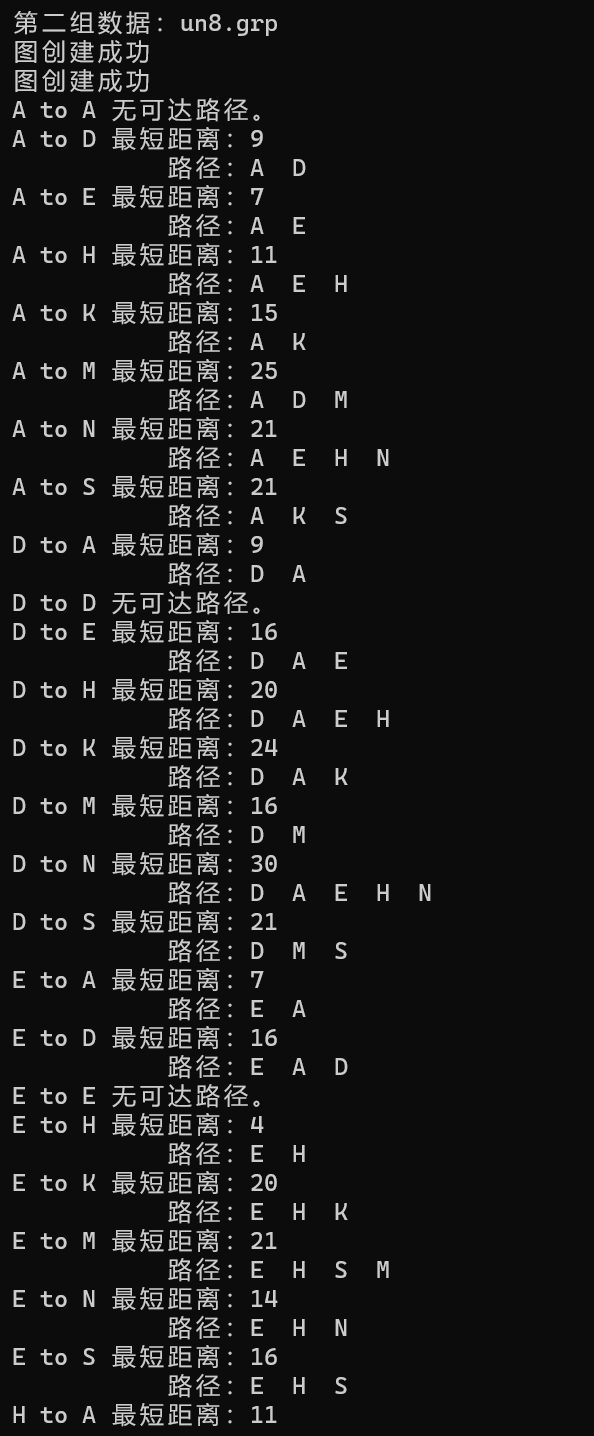 第二组数据：un8.grp
图创建成功
图创建成功
A to A 无可达路径。
A to D 最短距离：9
路径：A  D
A to E 最短距离：7
路径：A  E
A to H 最短距离：11
路径：A  E  H
A to K 最短距离：15
路径：A  K
A to M 最短距离：25
路径：A  D  M
A to N 最短距离：21
路径：A  E  H  N
A to S 最短距离：21
路径：A  K  S
D to A 最短距离：9
路径：D  A
D to D 无可达路径。
D to E 最短距离：16
路径：D  A  E
D to H 最短距离：20
路径：D  A  E  H
D to K 最短距离：24
路径：D  A  K
D to M 最短距离：16
路径：D  M
D to N 最短距离：30
路径：D  A  E  H  N
D to S 最短距离：21
路径：D  M  S
E to A 最短距离：7
路径：E  A
E to D 最短距离：16
路径：E  A  D
E to E 无可达路径。
E to H 最短距离：4
路径：E  H
E to K 最短距离：20
路径：E  H  K
E to M 最短距离：21
路径：E  H  S  M
E to N 最短距离：14
路径：E  H  N
E to S 最短距离：16
路径：E  H  S
H to A 最短距离：11